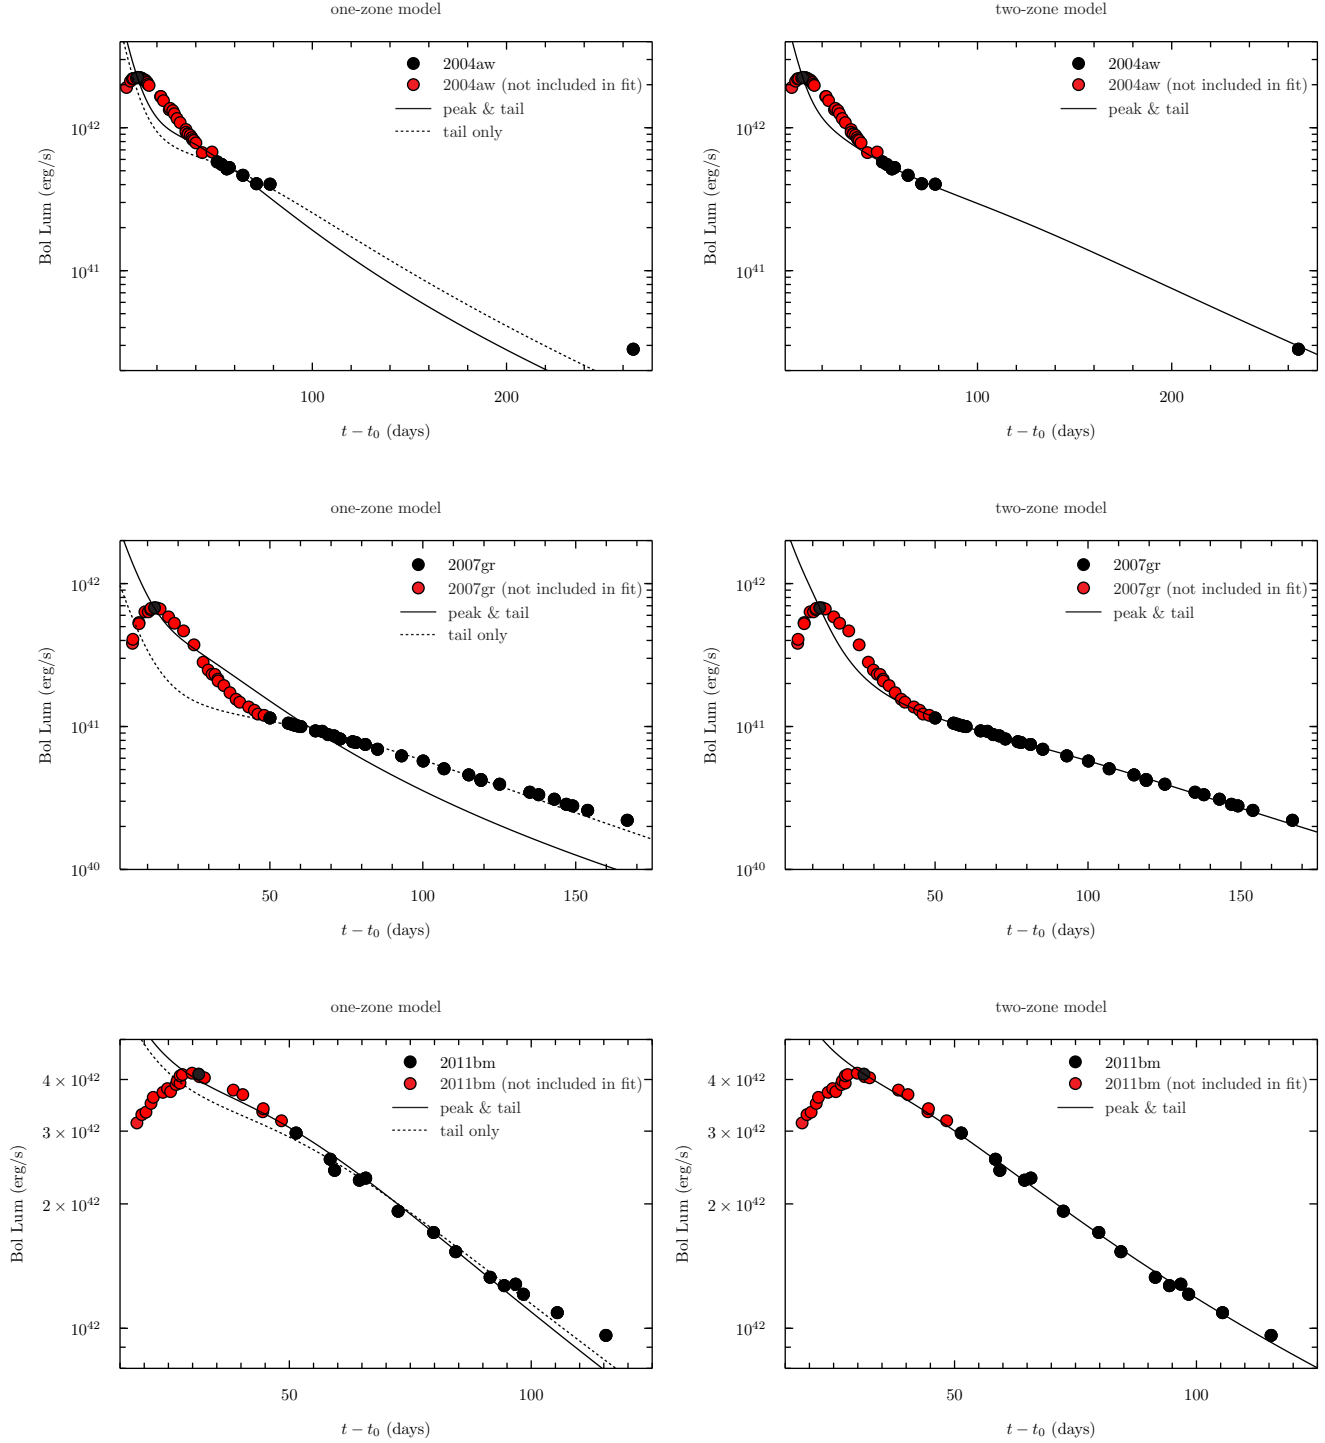 one-zone model
2004aw
2004aw (not included in fit)
peak & tail
tail only
10^42
10^41
Bol Lum (erg/s)
100
200
t − t0 (days)
two-zone model
2004aw
2004aw (not included in fit)
peak & tail
10^42
10^41
Bol Lum (erg/s)
100
200
t − t0 (days)
one-zone model
2007gr
2007gr (not included in fit)
peak & tail
tail only
10^42
10^41
10^40
Bol Lum (erg/s)
50
100
150
t − t0 (days)
two-zone model
2007gr
2007gr (not included in fit)
peak & tail
10^42
10^41
10^40
Bol Lum (erg/s)
50
100
150
t − t0 (days)
one-zone model
2011bm
2011bm (not included in fit)
peak & tail
tail only
4 × 10^42
3 × 10^42
2 × 10^42
10^42
Bol Lum (erg/s)
50
100
t − t0 (days)
two-zone model
2011bm
2011bm (not included in fit)
peak & tail
4 × 10^42
3 × 10^42
2 × 10^42
10^42
Bol Lum (erg/s)
50
100
t − t0 (days)